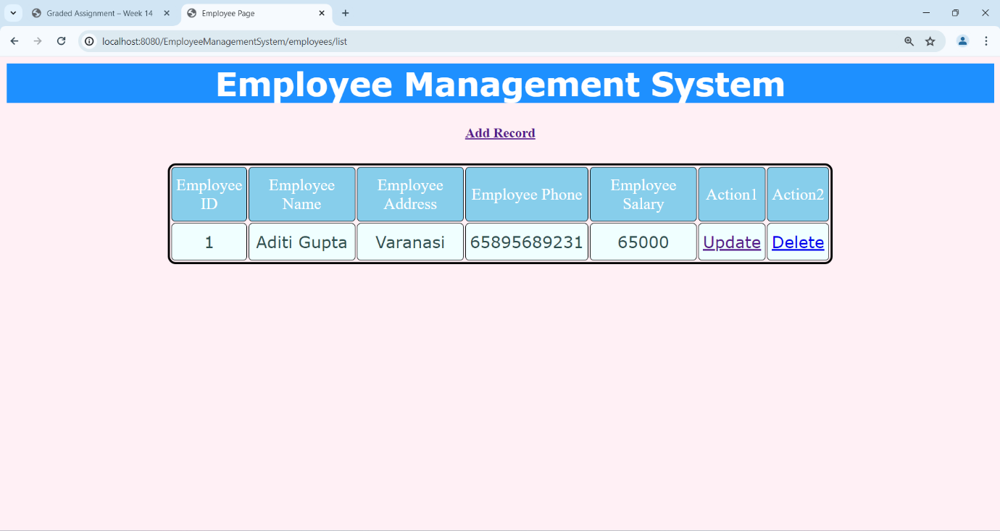 Graded Assignment – Week 14
Employee Page
localhost:8080/EmployeeManagementSystem/employees/list
Employee Management System
Add Record
Employee ID Employee Name Employee Address Employee Phone Employee Salary Action1 Action2
1 Aditi Gupta Varanasi 65895689231 65000 Update Delete